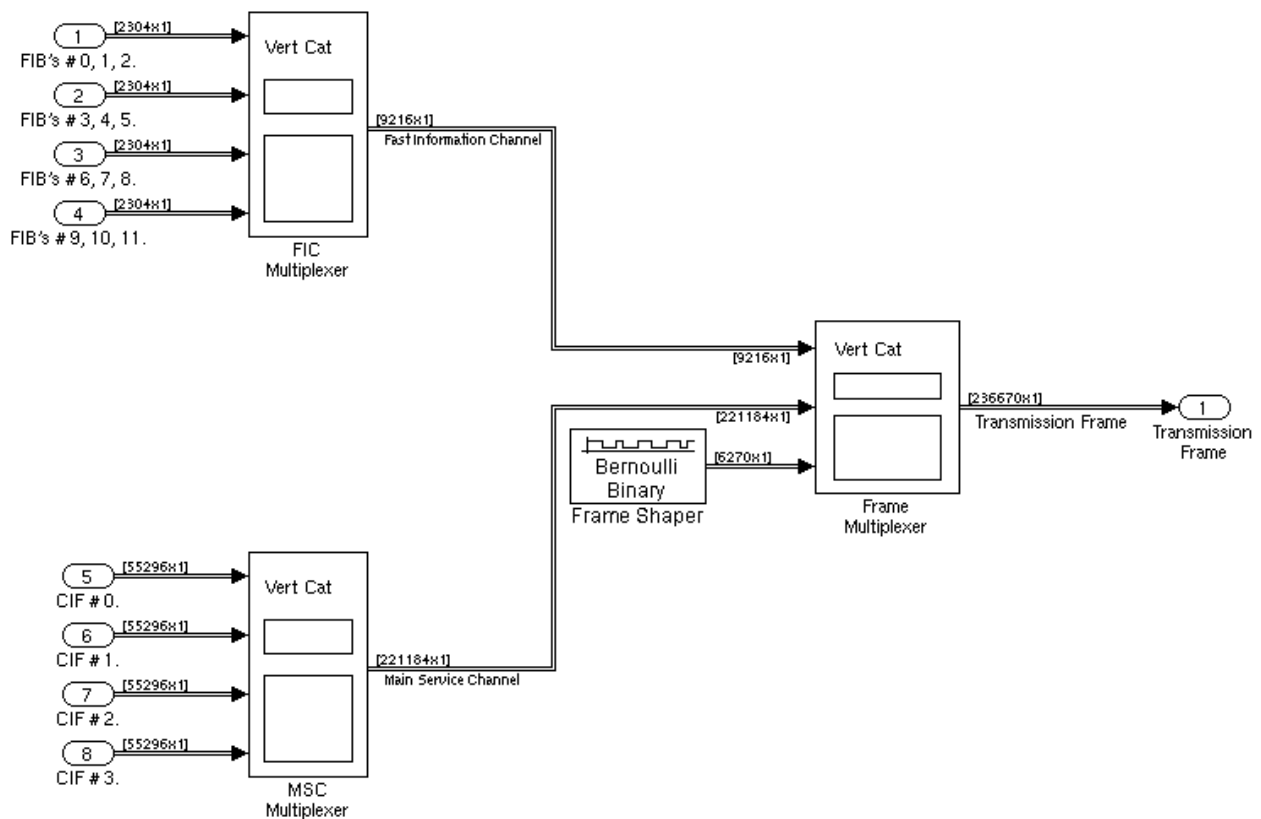 1
[2304x1]
FIB's # 0, 1, 2.
2
[2304x1]
FIB's # 3, 4, 5.
3
[2304x1]
FIB's # 6, 7, 8.
4
[2304x1]
FIB's # 9, 10, 11.
Vert Cat
FIC
Multiplexer
[9216x1]
Fast Information Channel
[9216x1]
[221184x1]
Bernoulli
Binary
Frame Shaper
[6270x1]
Vert Cat
Frame
Multiplexer
[236670x1]
Transmission Frame
1
Transmission
Frame
5
[55296x1]
CIF # 0.
6
[55296x1]
CIF # 1.
7
[55296x1]
CIF # 2.
8
[55296x1]
CIF # 3.
Vert Cat
MSC
Multiplexer
[221184x1]
Main Service Channel